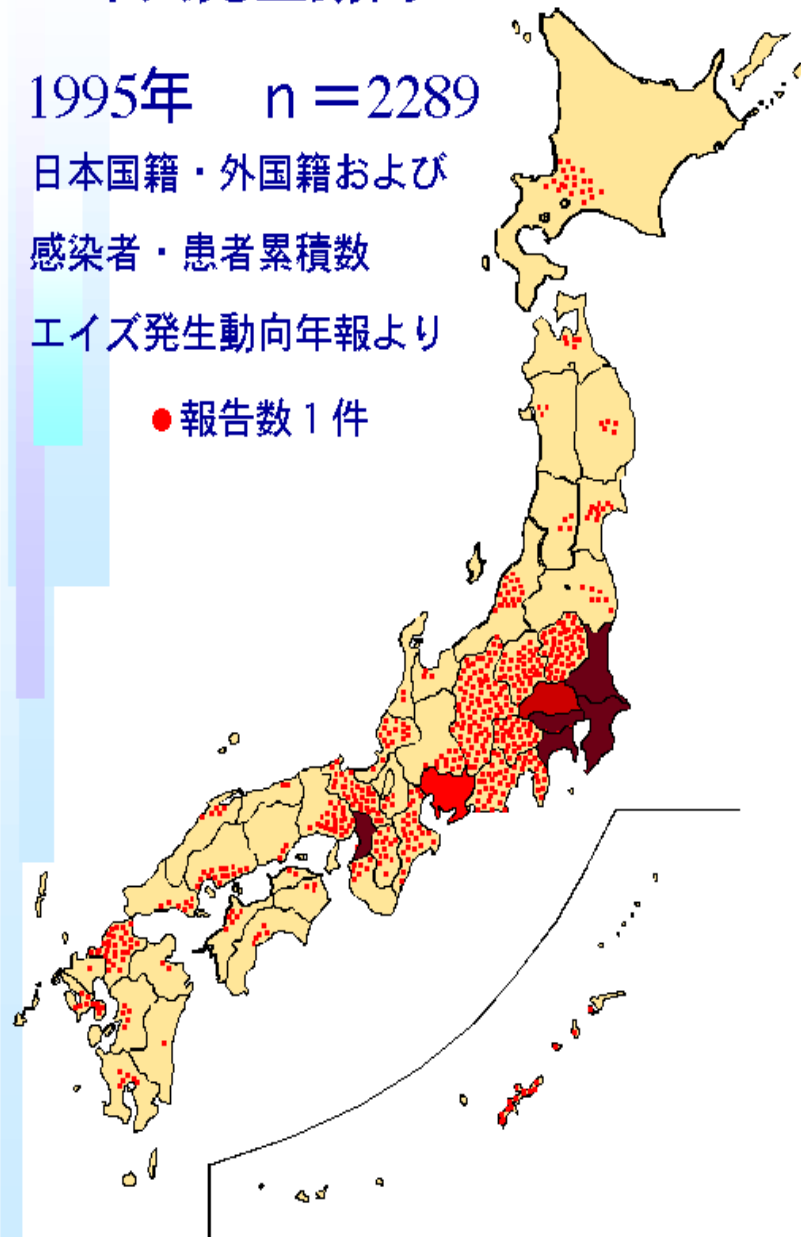 1995年　ｎ＝2289
日本国籍・外国籍および
感染者・患者累積数
エイズ発生動向年報より
●報告数１件